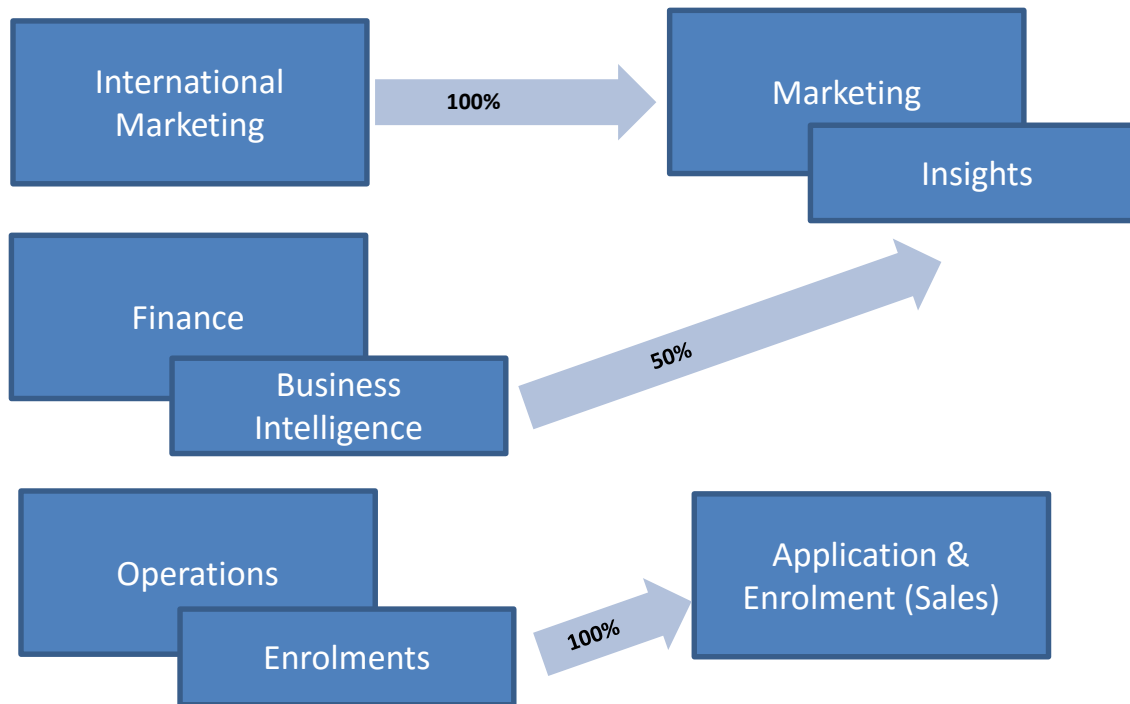 International
Marketing
100%
Marketing
Insights
Finance
Business
Intelligence
50%
Operations
Enrolments
100%
Application &
Enrolment (Sales)